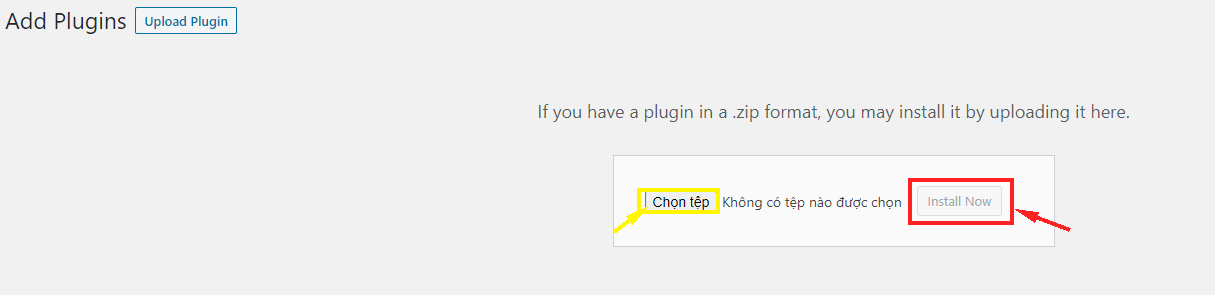 Add Plugins Upload Plugin
If you have a plugin in a .zip format, you may install it by uploading it here.
Chọn tệp Không có tệp nào được chọn Install Now